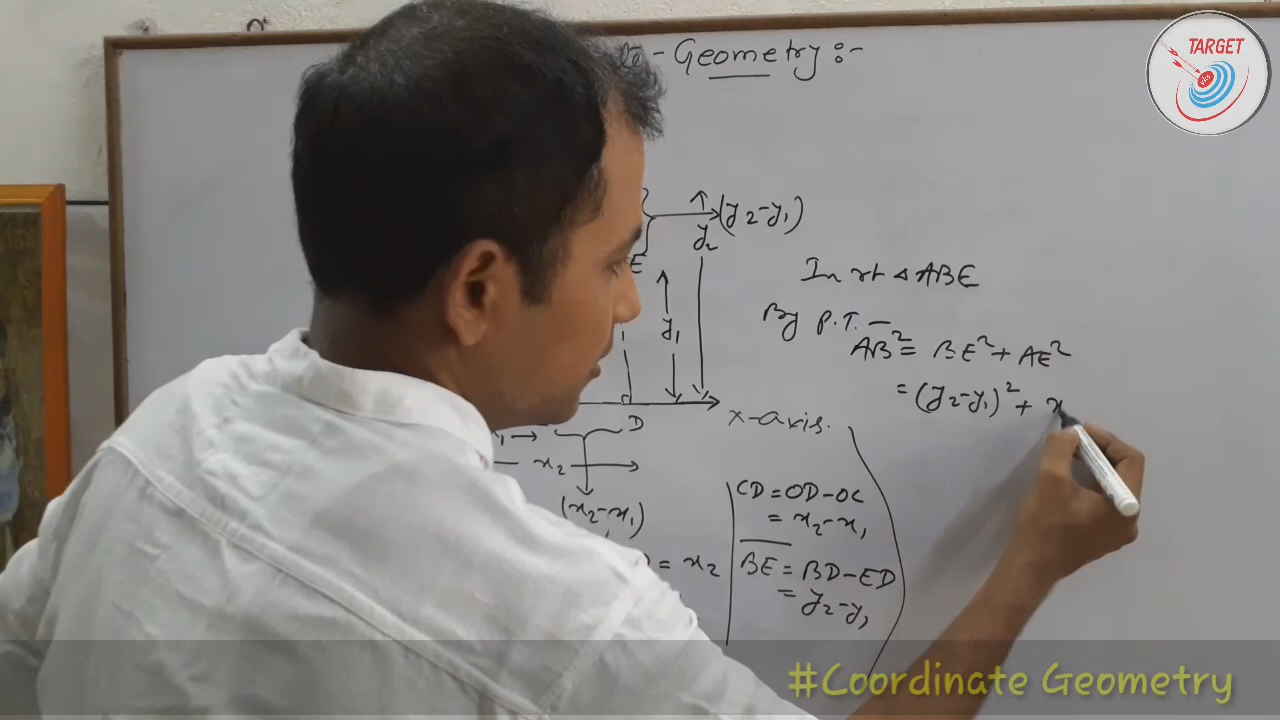 TARGET
Geometry :-
(y₂-y₁)
y₂
E
In rt △ ABE
y₁
By P.T. -
AB² = BE² + AE²
= (y₂-y₁)² + x
D
x-axis.
x₂
(x₂-x₁)
CD = OD-OC
= x₂-x₁
= x₂
BE = BD-ED
= y₂-y₁
#Coordinate Geometry